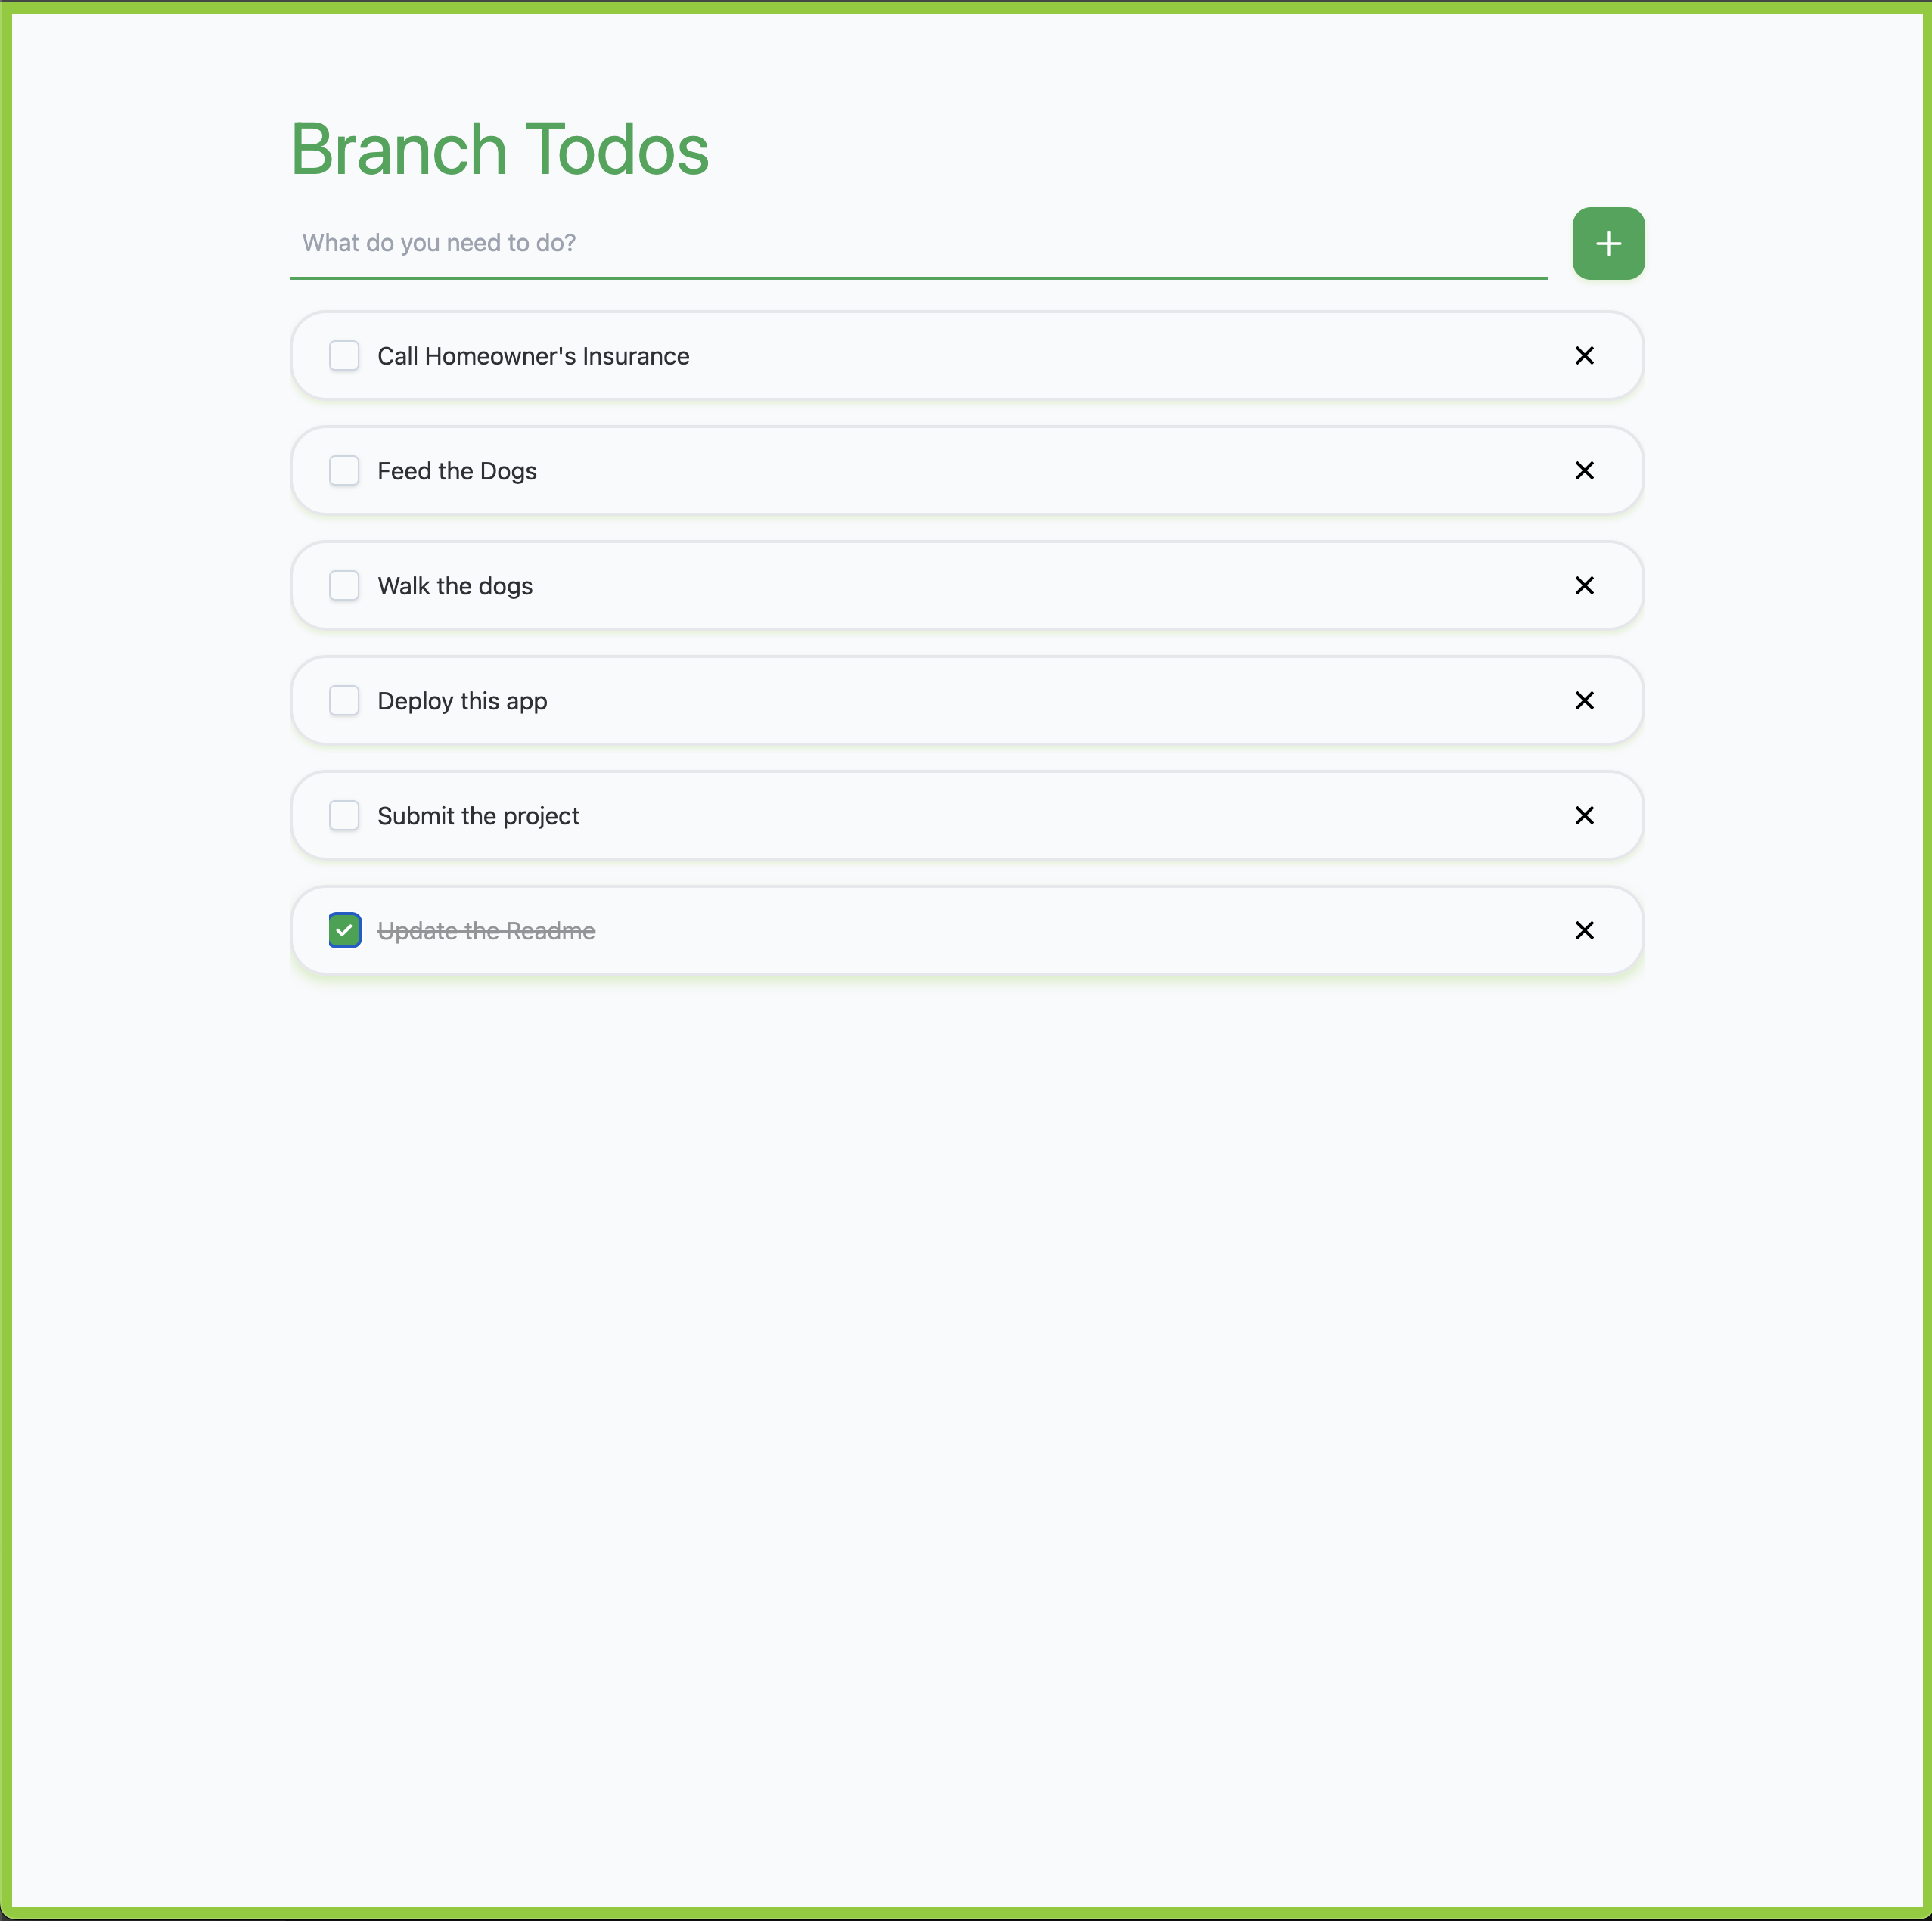 Branch Todos
What do you need to do?
Call Homeowner's Insurance
Feed the Dogs
Walk the dogs
Deploy this app
Submit the project
Update the Readme